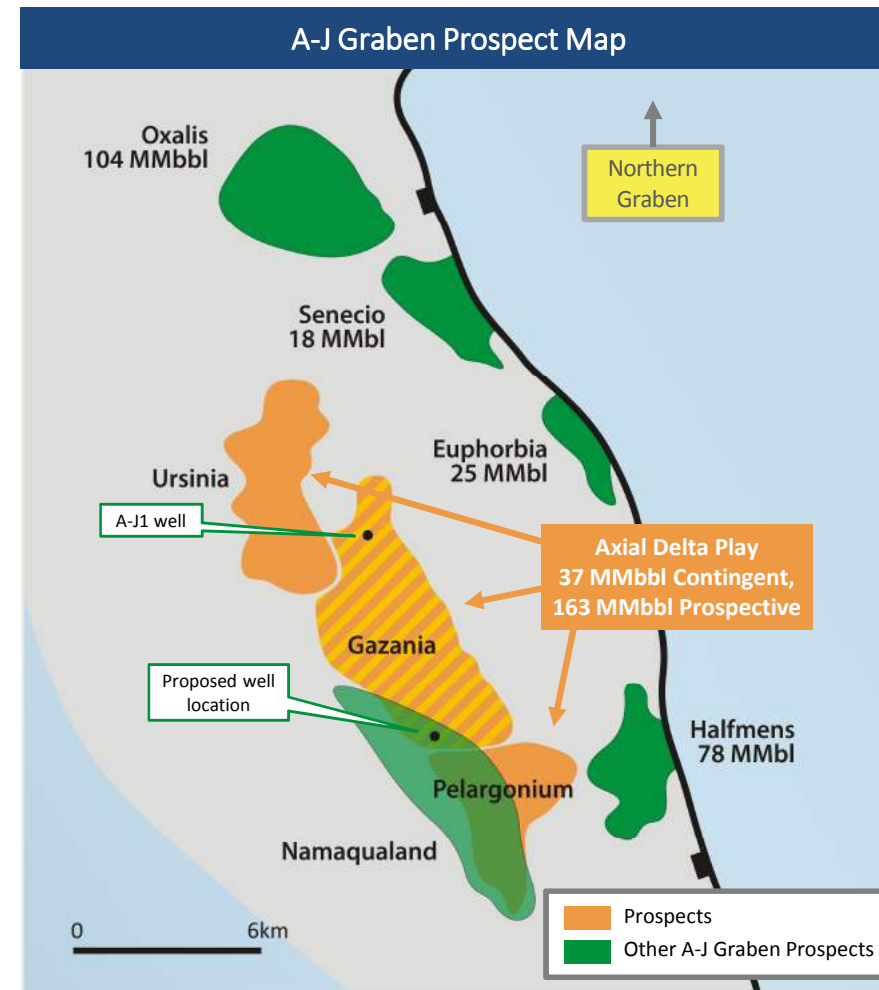 A-J Graben Prospect Map
Oxalis
104 MMbbl
Northern
Graben
Senecio
18 MMbl
Euphorbia
25 MMbl
Ursinia
A-J1 well
Axial Delta Play
37 MMbbl Contingent,
163 MMbbl Prospective
Gazania
Proposed well
location
Halfmens
78 MMbl
Pelargonium
Namaqualand
0 6km
Prospects
Other A-J Graben Prospects